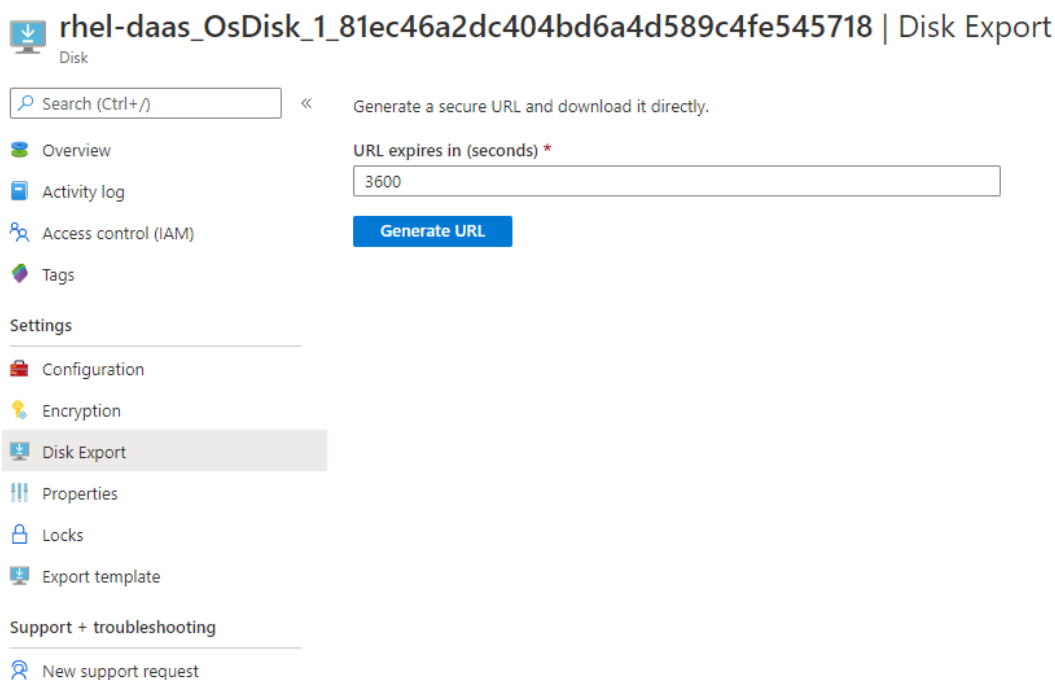 rhel-daas_OsDisk_1_81ec46a2dc404bd6a4d589c4fe545718 | Disk Export
Disk
Search (Ctrl+/)
«
Overview
Activity log
Access control (IAM)
Tags
Settings
Configuration
Encryption
Disk Export
Properties
Locks
Export template
Support + troubleshooting
New support request
Generate a secure URL and download it directly.
URL expires in (seconds) *
3600
Generate URL